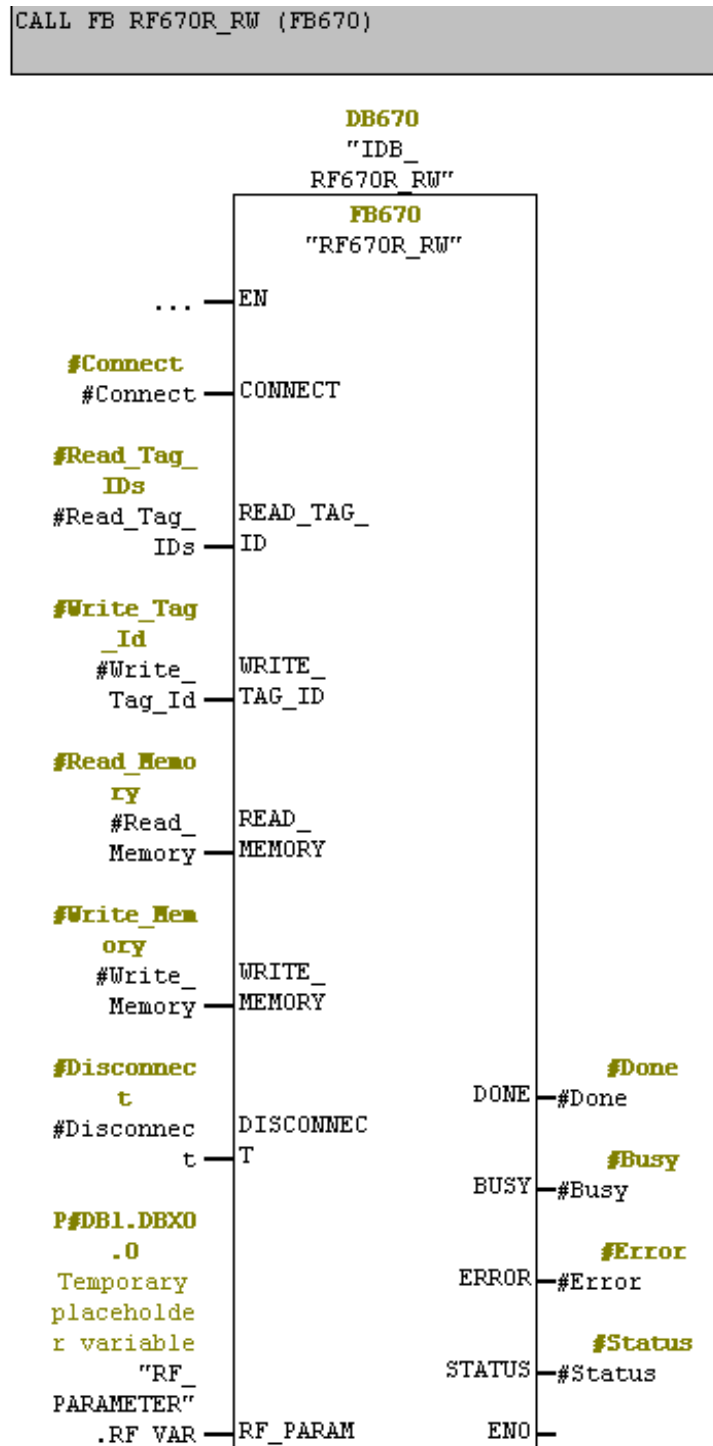 CALL FB RF670R_RW (FB670)
DB670
"IDB_
RF670R_RW"
FB670
"RF670R_RW"
... EN
#Connect
#Connect CONNECT
#Read_Tag_
IDs
#Read_Tag_ READ_TAG_
IDs ID
#Write_Tag
_Id
#Write_ WRITE_
Tag_Id TAG_ID
#Read_Memo
ry
#Read_ READ_
Memory MEMORY
#Write_Mem
ory
#Write_ WRITE_
Memory MEMORY
#Disconnec #Done
t DONE #Done
#Disconnec DISCONNEC
t T #Busy
BUSY #Busy
P#DB1.DBX0
.0 #Error
Temporary ERROR #Error
placeholde
r variable #Status
"RF_ STATUS #Status
PARAMETER"
.RF_VAR RF_PARAM ENO